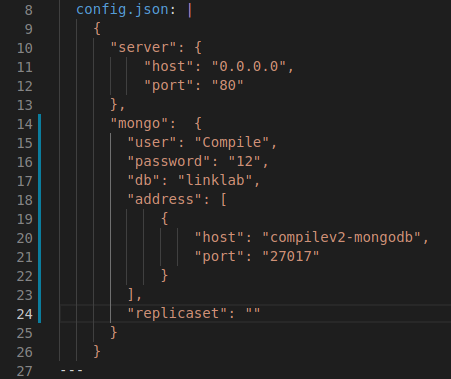 8 config.json: |
9 {
10 "server": {
11 "host": "0.0.0.0",
12 "port": "80"
13 },
14 "mongo":  {
15 "user": "Compile",
16 "password": "12",
17 "db": "linklab",
18 "address": [
19 {
20 "host": "compilev2-mongodb",
21 "port": "27017"
22 }
23 ],
24 "replicaset": ""
25 }
26 }
27 ---